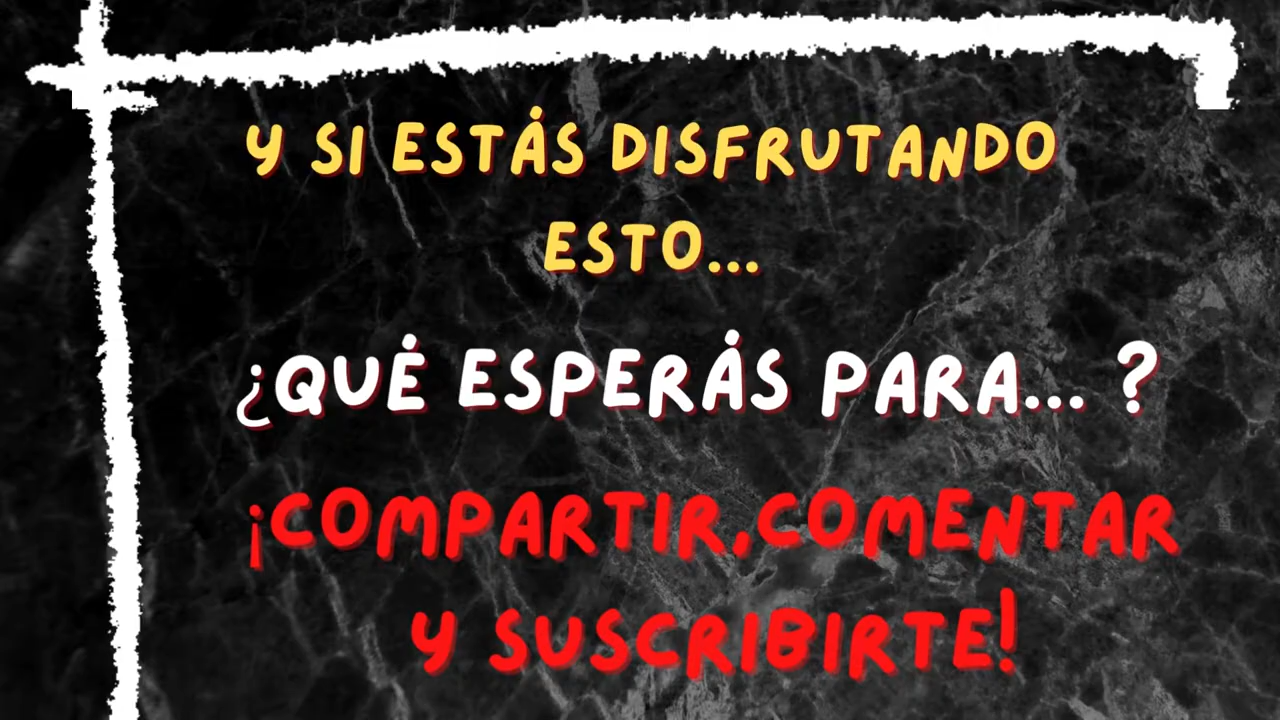 Y SI ESTÁS DISFRUTANDO
ESTO...
¿QUÉ ESPERÁS PARA... ?
¡COMPARTIR,COMENTAR
Y SUSCRIBIRTE!